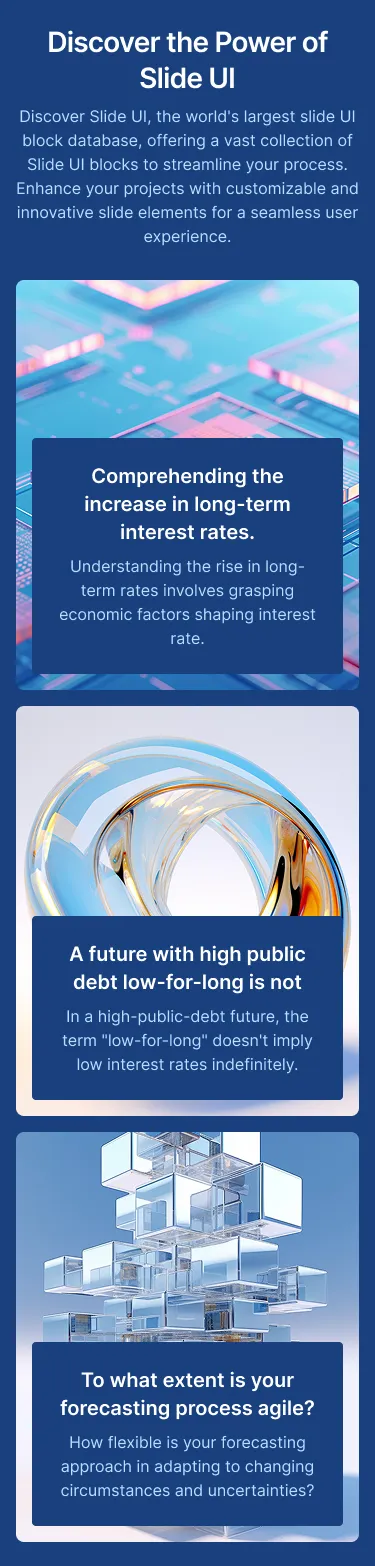 Discover the Power of
Slide UI
Discover Slide UI, the world's largest slide UI
block database, offering a vast collection of
Slide UI blocks to streamline your process.
Enhance your projects with customizable and
innovative slide elements for a seamless user
experience.
Comprehending the
increase in long-term
interest rates.
Understanding the rise in long-
term rates involves grasping
economic factors shaping interest
rate.
A future with high public
debt low-for-long is not
In a high-public-debt future, the
term "low-for-long" doesn't imply
low interest rates indefinitely.
To what extent is your
forecasting process agile?
How flexible is your forecasting
approach in adapting to changing
circumstances and uncertainties?